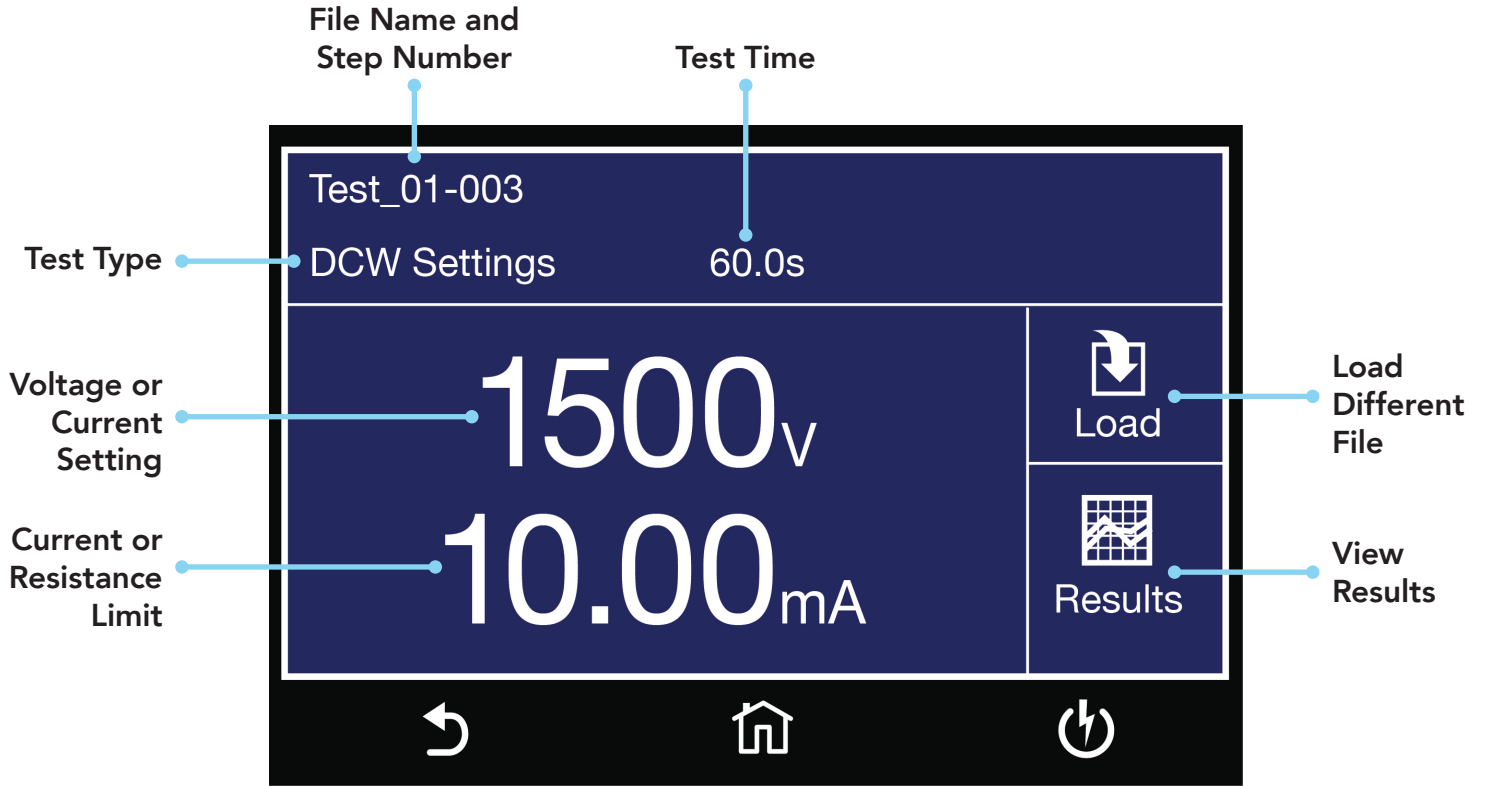 File Name and
Step Number
Test Time
Test_01-003
Test Type
DCW Settings
60.0s
Voltage or
Current
Setting
1500V
Load
Load
Different
File
Current or
Resistance
Limit
10.00mA
Results
View
Results